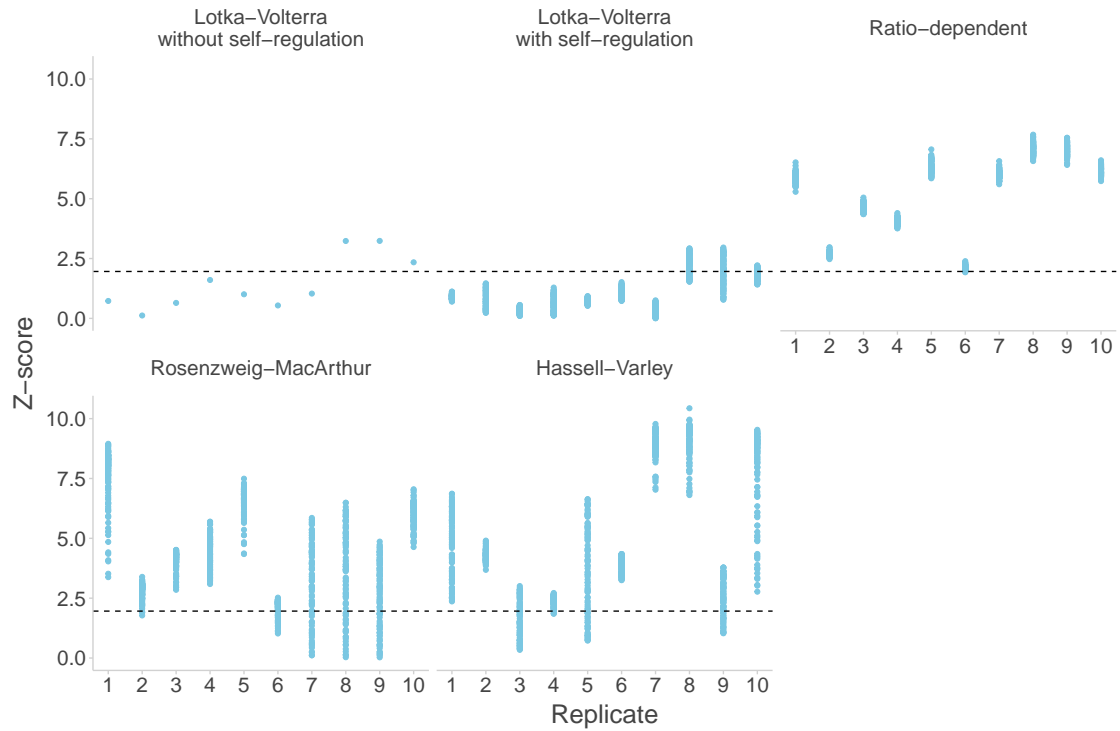 Lotka−Volterra
without self−regulation
Lotka−Volterra
with self−regulation
Ratio−dependent
10.0
7.5
5.0
2.5
0.0
1 2 3 4 5 6 7 8 9 10
Z−score
Rosenzweig−MacArthur
Hassell−Varley
10.0
7.5
5.0
2.5
0.0
1 2 3 4 5 6 7 8 9 10
1 2 3 4 5 6 7 8 9 10
Replicate